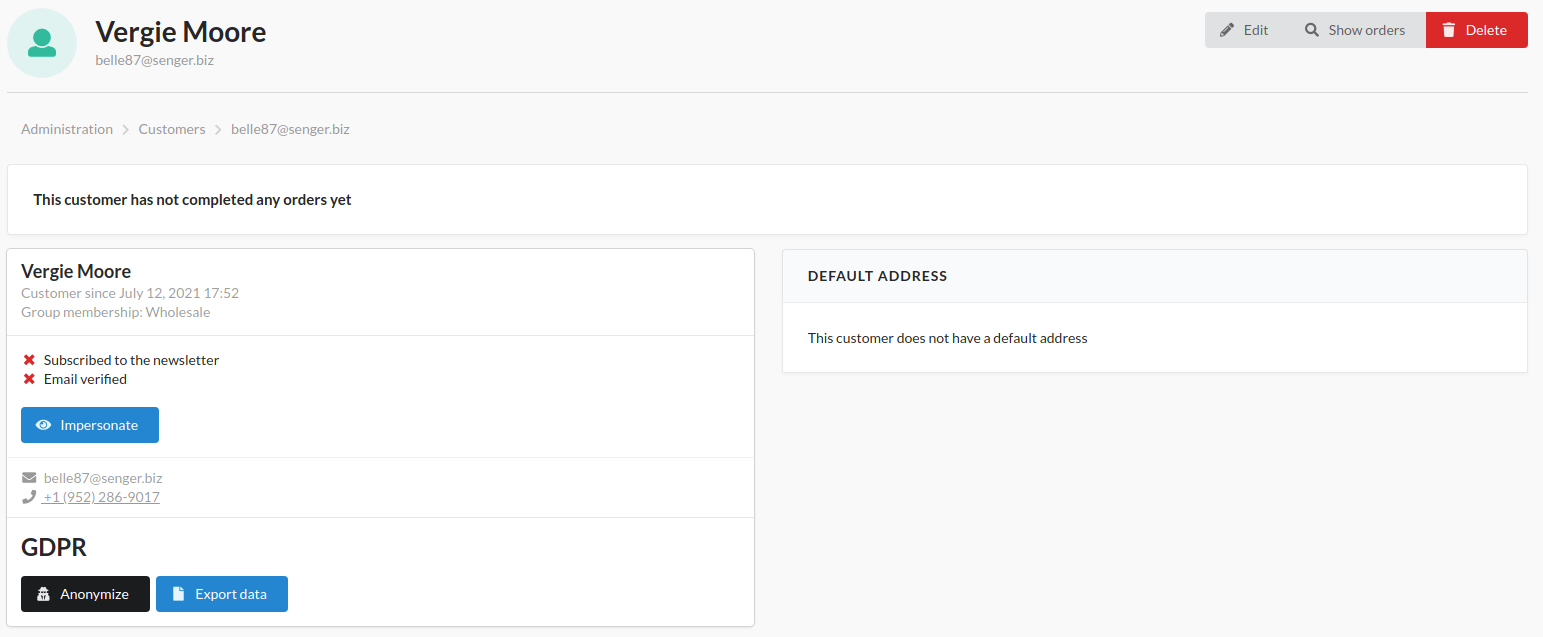 Vergie Moore
belle87@senger.biz
Edit
Show orders
Delete
Administration
Customers
belle87@senger.biz
This customer has not completed any orders yet
Vergie Moore
Customer since July 12, 2021 17:52
Group membership: Wholesale
Subscribed to the newsletter
Email verified
Impersonate
belle87@senger.biz
+1 (952) 286-9017
GDPR
Anonymize
Export data
DEFAULT ADDRESS
This customer does not have a default address